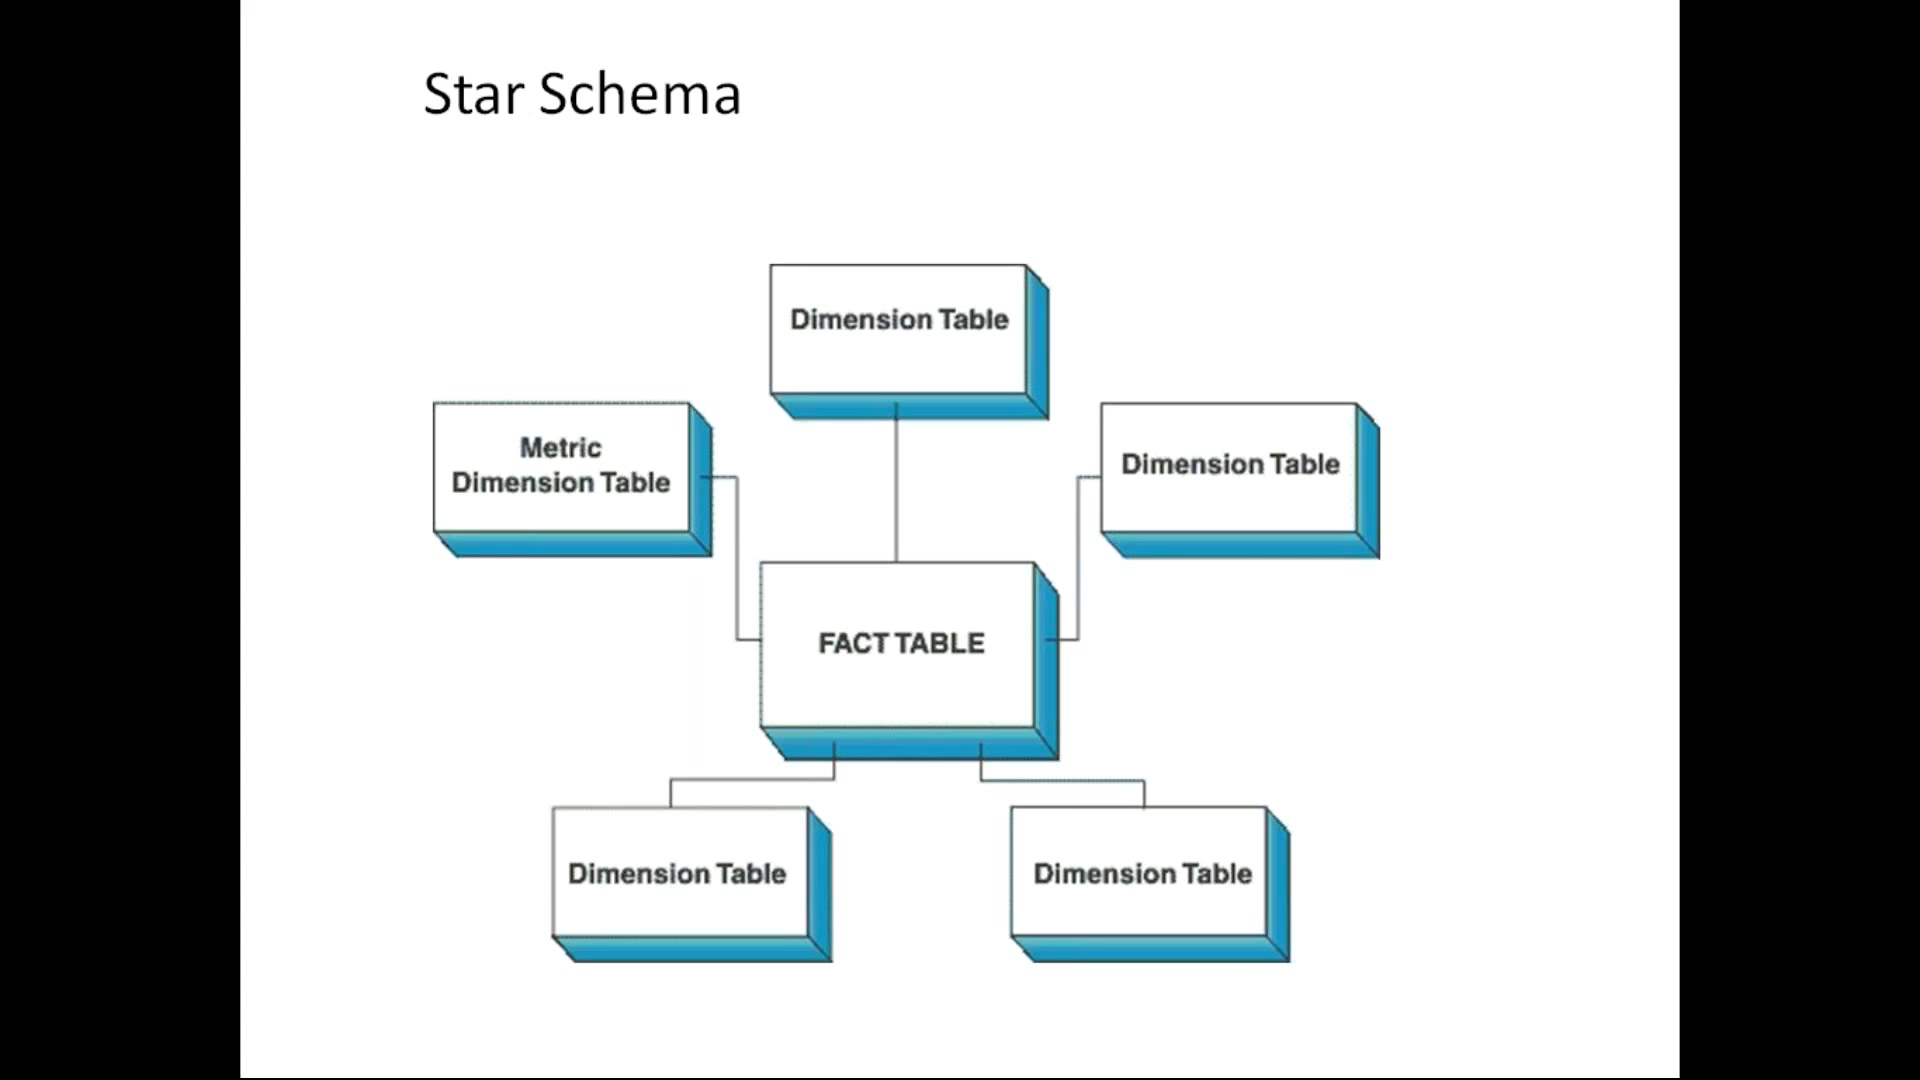 Star Schema
Dimension Table
Metric
Dimension Table
Dimension Table
FACT TABLE
Dimension Table
Dimension Table